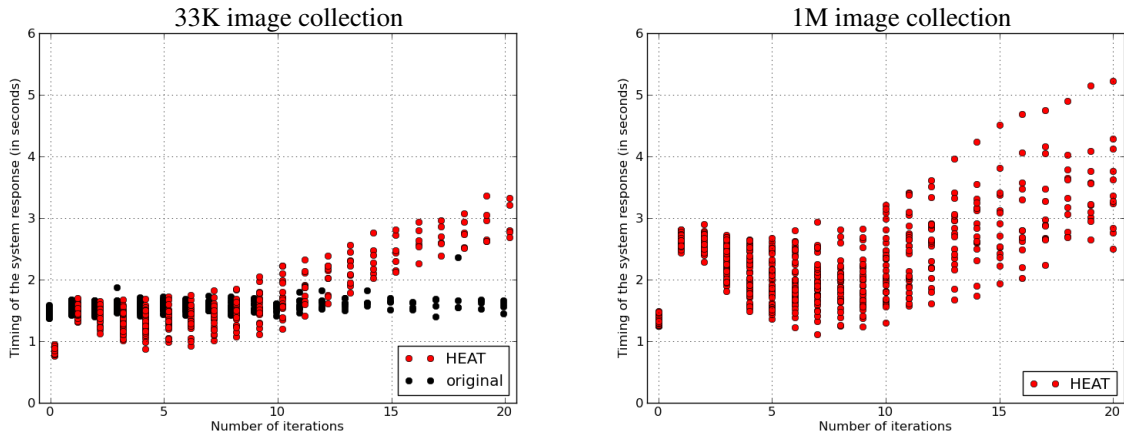 33K image collection
Timing of the system response (in seconds)
6
5
4
3
2
1
0
0 5 10 15 20
Number of iterations
HEAT
original
1M image collection
Timing of the system response (in seconds)
6
5
4
3
2
1
0
0 5 10 15 20
Number of iterations
HEAT